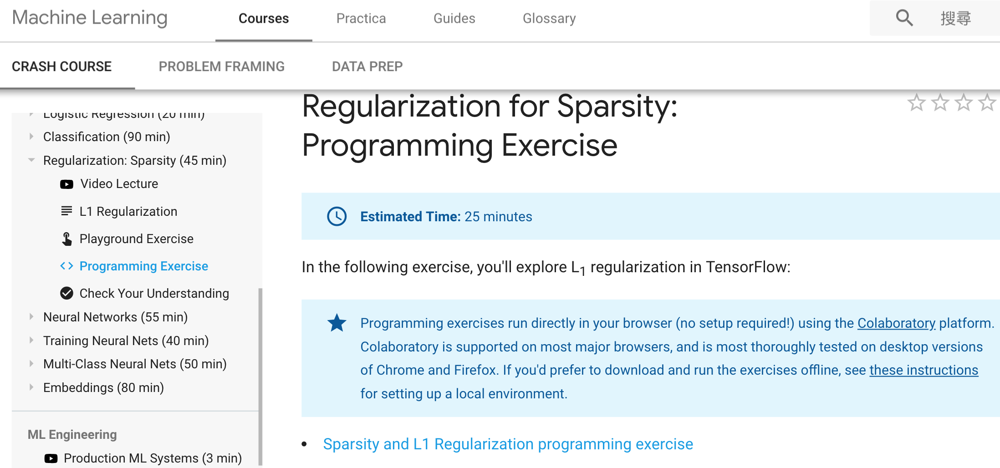 Machine Learning
Courses
Practica
Guides
Glossary
搜尋
CRASH COURSE
PROBLEM FRAMING
DATA PREP
Logistic Regression (20 min)
Classification (90 min)
Regularization: Sparsity (45 min)
Video Lecture
L1 Regularization
Playground Exercise
Programming Exercise
Check Your Understanding
Neural Networks (55 min)
Training Neural Nets (40 min)
Multi-Class Neural Nets (50 min)
Embeddings (80 min)
ML Engineering
Production ML Systems (3 min)
Regularization for Sparsity:
Programming Exercise
Estimated Time: 25 minutes
In the following exercise, you'll explore L1 regularization in TensorFlow:
Programming exercises run directly in your browser (no setup required!) using the Colaboratory platform.
Colaboratory is supported on most major browsers, and is most thoroughly tested on desktop versions
of Chrome and Firefox. If you'd prefer to download and run the exercises offline, see these instructions
for setting up a local environment.
• Sparsity and L1 Regularization programming exercise